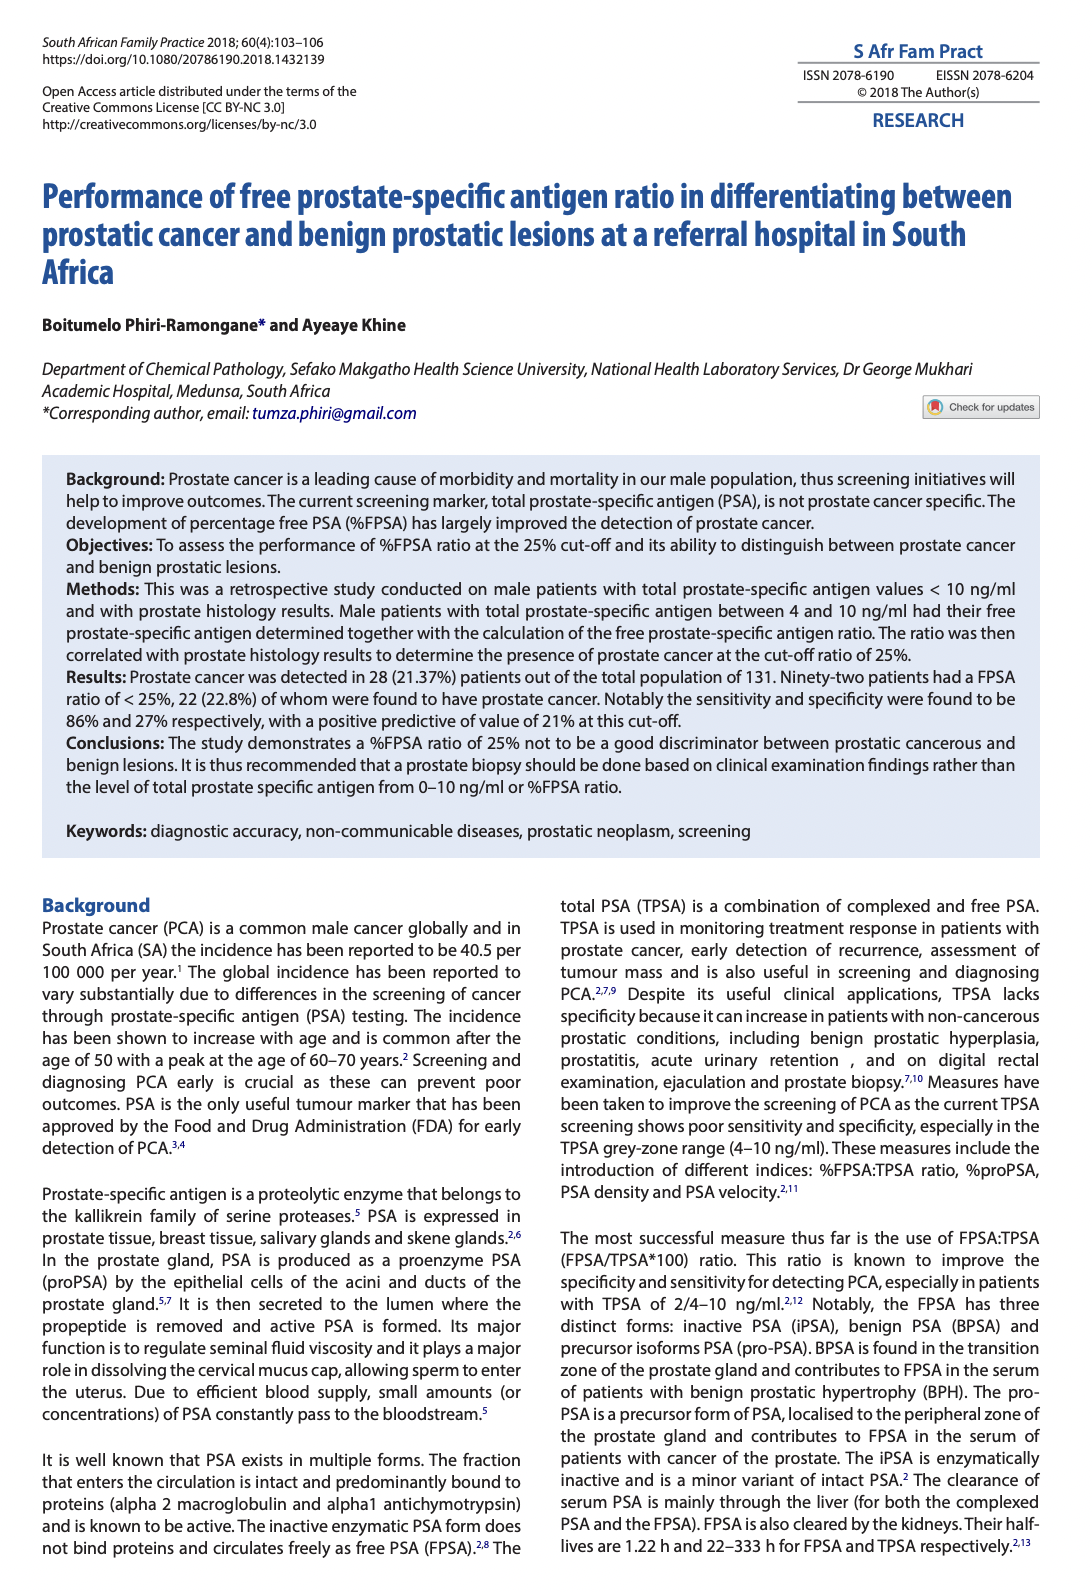 South African Family Practice 2018; 60(4):103–106
https://doi.org/10.1080/20786190.2018.1432139
Open Access article distributed under the terms of the
Creative Commons License [CC BY-NC 3.0]
http://creativecommons.org/licenses/by-nc/3.0
S Afr Fam Pract
ISSN 2078-6190 EISSN 2078-6204
© 2018 The Author(s)
RESEARCH
Performance of free prostate-specific antigen ratio in differentiating between
prostatic cancer and benign prostatic lesions at a referral hospital in South
Africa
Boitumelo Phiri-Ramongane* and Ayeaye Khine
Department of Chemical Pathology, Sefako Makgatho Health Science University, National Health Laboratory Services, Dr George Mukhari
Academic Hospital, Medunsa, South Africa
*Corresponding author, email: tumza.phiri@gmail.com
Check for updates
Background: Prostate cancer is a leading cause of morbidity and mortality in our male population, thus screening initiatives will
help to improve outcomes. The current screening marker, total prostate-specific antigen (PSA), is not prostate cancer specific. The
development of percentage free PSA (%FPSA) has largely improved the detection of prostate cancer.
Objectives: To assess the performance of %FPSA ratio at the 25% cut-off and its ability to distinguish between prostate cancer
and benign prostatic lesions.
Methods: This was a retrospective study conducted on male patients with total prostate-specific antigen values < 10 ng/ml
and with prostate histology results. Male patients with total prostate-specific antigen between 4 and 10 ng/ml had their free
prostate-specific antigen determined together with the calculation of the free prostate-specific antigen ratio. The ratio was then
correlated with prostate histology results to determine the presence of prostate cancer at the cut-off ratio of 25%.
Results: Prostate cancer was detected in 28 (21.37%) patients out of the total population of 131. Ninety-two patients had a FPSA
ratio of < 25%, 22 (22.8%) of whom were found to have prostate cancer. Notably the sensitivity and specificity were found to be
86% and 27% respectively, with a positive predictive of value of 21% at this cut-off.
Conclusions: The study demonstrates a %FPSA ratio of 25% not to be a good discriminator between prostatic cancerous and
benign lesions. It is thus recommended that a prostate biopsy should be done based on clinical examination findings rather than
the level of total prostate specific antigen from 0–10 ng/ml or %FPSA ratio.
Keywords: diagnostic accuracy, non-communicable diseases, prostatic neoplasm, screening
Background
Prostate cancer (PCA) is a common male cancer globally and in
South Africa (SA) the incidence has been reported to be 40.5 per
100 000 per year.1 The global incidence has been reported to
vary substantially due to differences in the screening of cancer
through prostate-specific antigen (PSA) testing. The incidence
has been shown to increase with age and is common after the
age of 50 with a peak at the age of 60–70 years.2 Screening and
diagnosing PCA early is crucial as these can prevent poor
outcomes. PSA is the only useful tumour marker that has been
approved by the Food and Drug Administration (FDA) for early
detection of PCA.3,4
Prostate-specific antigen is a proteolytic enzyme that belongs to
the kallikrein family of serine proteases.5 PSA is expressed in
prostate tissue, breast tissue, salivary glands and skene glands.2,6
In the prostate gland, PSA is produced as a proenzyme PSA
(proPSA) by the epithelial cells of the acini and ducts of the
prostate gland.5,7 It is then secreted to the lumen where the
propeptide is removed and active PSA is formed. Its major
function is to regulate seminal fluid viscosity and it plays a major
role in dissolving the cervical mucus cap, allowing sperm to enter
the uterus. Due to efficient blood supply, small amounts (or
concentrations) of PSA constantly pass to the bloodstream.5
It is well known that PSA exists in multiple forms. The fraction
that enters the circulation is intact and predominantly bound to
proteins (alpha 2 macroglobulin and alpha1 antichymotrypsin)
and is known to be active. The inactive enzymatic PSA form does
not bind proteins and circulates freely as free PSA (FPSA).2,8 The
total PSA (TPSA) is a combination of complexed and free PSA.
TPSA is used in monitoring treatment response in patients with
prostate cancer, early detection of recurrence, assessment of
tumour mass and is also useful in screening and diagnosing
PCA.2,7,9 Despite its useful clinical applications, TPSA lacks
specificity because it can increase in patients with non-cancerous
prostatic conditions, including benign prostatic hyperplasia,
prostatitis, acute urinary retention , and on digital rectal
examination, ejaculation and prostate biopsy.7,10 Measures have
been taken to improve the screening of PCA as the current TPSA
screening shows poor sensitivity and specificity, especially in the
TPSA grey-zone range (4–10 ng/ml). These measures include the
introduction of different indices: %FPSA:TPSA ratio, %proPSA,
PSA density and PSA velocity.2,11
The most successful measure thus far is the use of FPSA:TPSA
(FPSA/TPSA*100) ratio. This ratio is known to improve the
specificity and sensitivity for detecting PCA, especially in patients
with TPSA of 2/4–10 ng/ml.2,12 Notably, the FPSA has three
distinct forms: inactive PSA (iPSA), benign PSA (BPSA) and
precursor isoforms PSA (pro-PSA). BPSA is found in the transition
zone of the prostate gland and contributes to FPSA in the serum
of patients with benign prostatic hypertrophy (BPH). The pro-
PSA is a precursor form of PSA, localised to the peripheral zone of
the prostate gland and contributes to FPSA in the serum of
patients with cancer of the prostate. The iPSA is enzymatically
inactive and is a minor variant of intact PSA.2 The clearance of
serum PSA is mainly through the liver (for both the complexed
PSA and the FPSA). FPSA is also cleared by the kidneys. Their half-
lives are 1.22 h and 22–333 h for FPSA and TPSA respectively.2,13